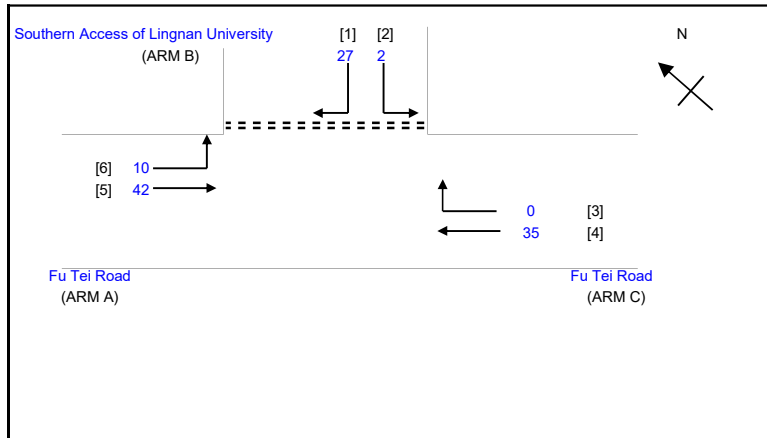 Southern Access of Lingnan University [1] [2] N
(ARM B) 27 2
[6] 10
[5] 42
0 [3]
35 [4]
Fu Tei Road Fu Tei Road
(ARM A) (ARM C)